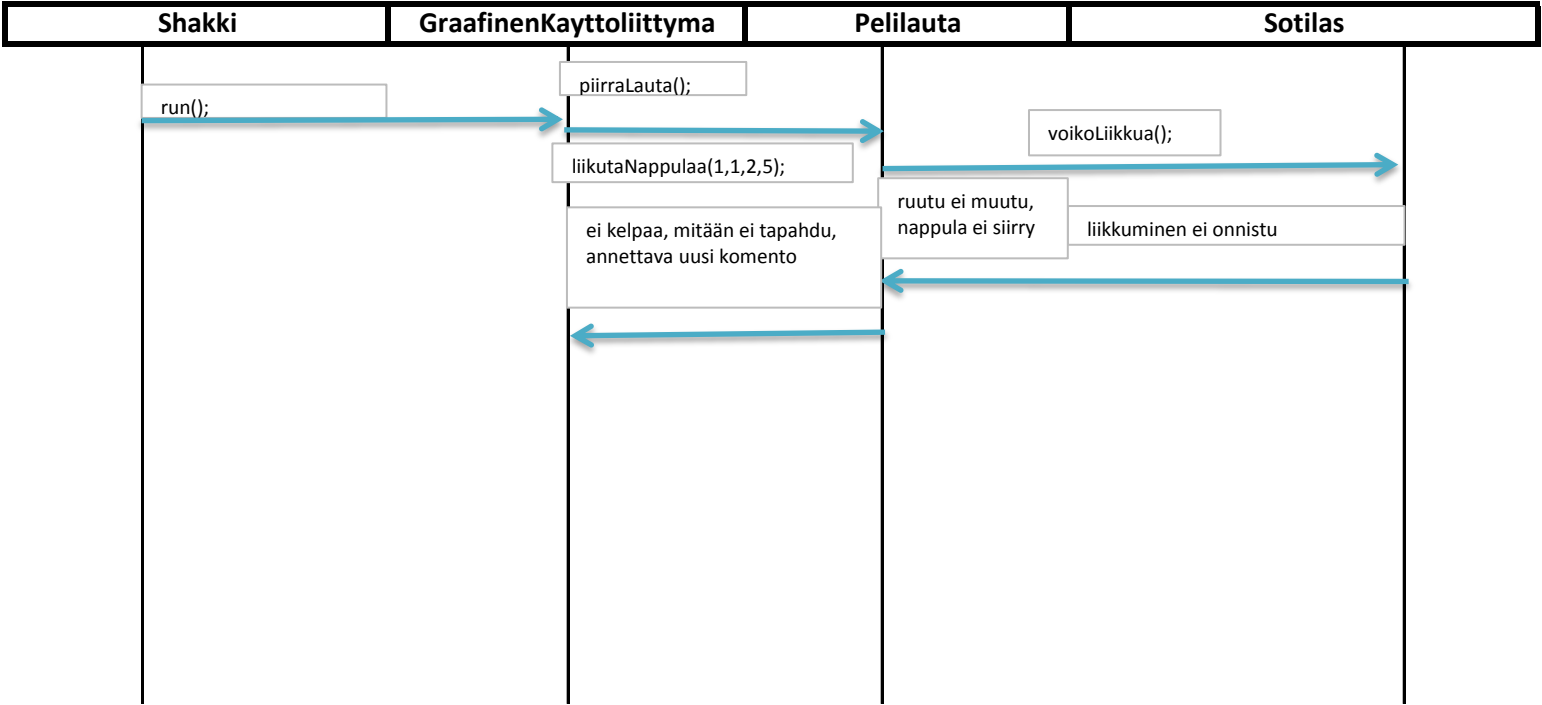 Shakki GraafinenKayttoliittyma Pelilauta Sotilas
piirraLauta();
run();
voikoLiikkua();
liikutaNappulaa(1,1,2,5);
ruutu ei muutu,
nappula ei siirry
ei kelpaa, mitään ei tapahdu,
annettava uusi komento
liikkuminen ei onnistu